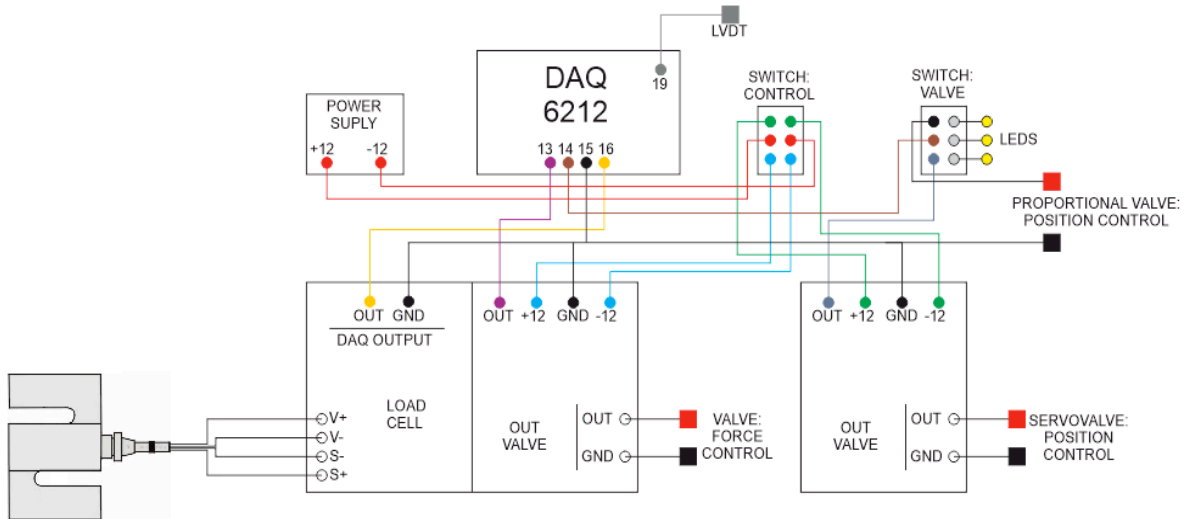 LVDT
DAQ
6212
19
13 14 15 16
POWER
SUPLY
+12 -12
SWITCH:
CONTROL
SWITCH:
VALVE
LEDS
PROPORTIONAL VALVE:
POSITION CONTROL
OUT GND
DAQ OUTPUT
LOAD
CELL
V+
V-
S-
S+
OUT +12 GND -12
OUT
VALVE
OUT
GND
VALVE:
FORCE
CONTROL
OUT +12 GND -12
OUT
VALVE
OUT
GND
SERVOVALVE:
POSITION
CONTROL